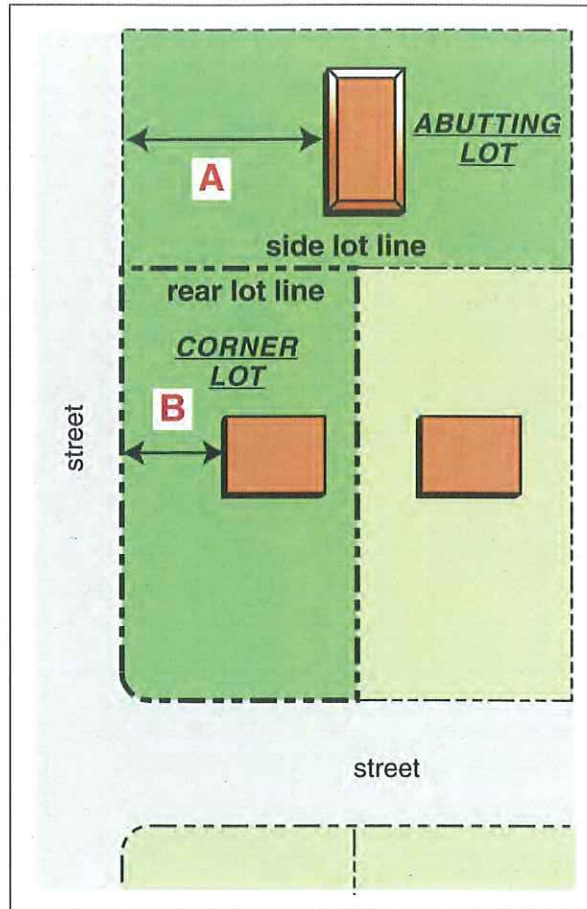 ABUTTING
LOT
A
side lot line
rear lot line
CORNER
LOT
B
street
street